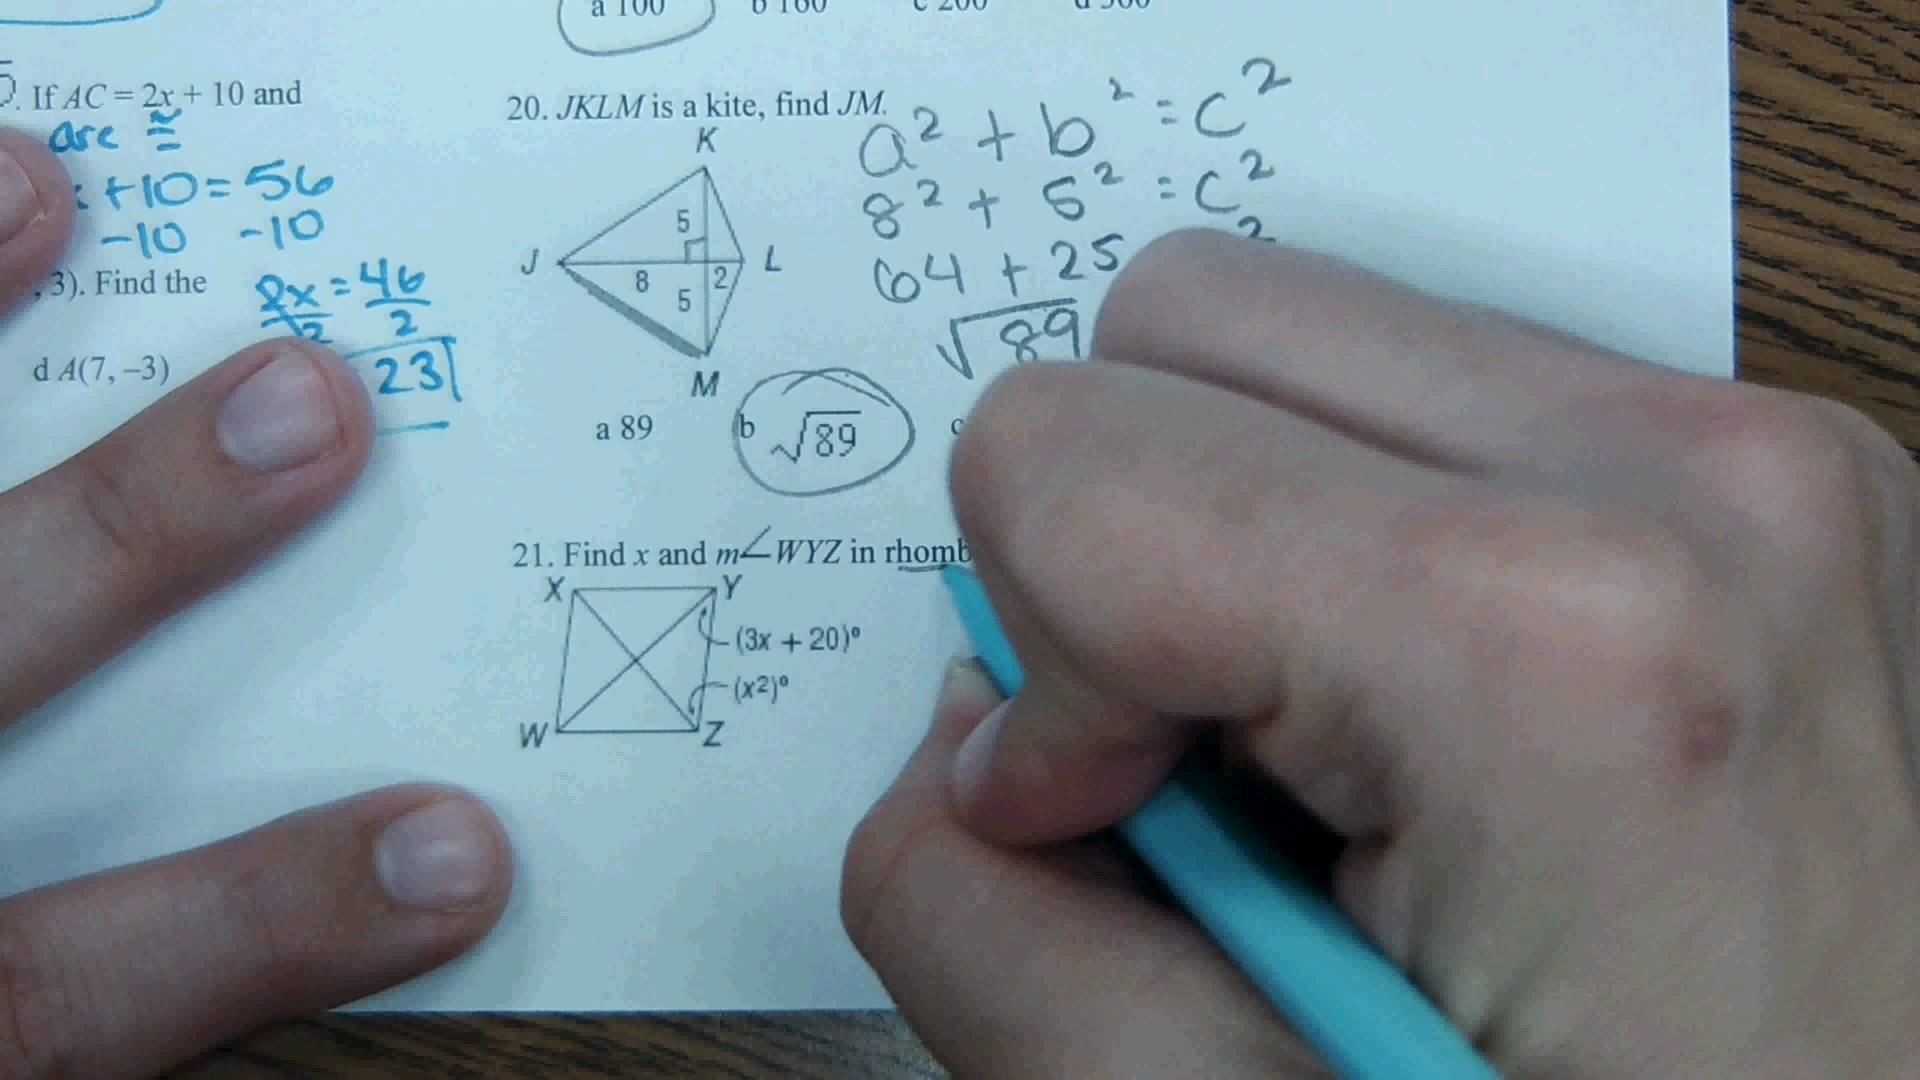 a 100 b 160 c 200 d 300
. If AC = 2x + 10 and
are ≅
+10 = 56
-10 -10
, 3). Find the
2x = 46
2 2
d A(7, –3)
23
20. JKLM is a kite, find JM.
K
5
J L
8 2
5
M
a² + b² = c²
8² + 5² = c²
64 + 25 2
√89
a 89 b √89 c
21. Find x and m∠WYZ in
X Y
(3x + 20)°
(x2)°
W Z